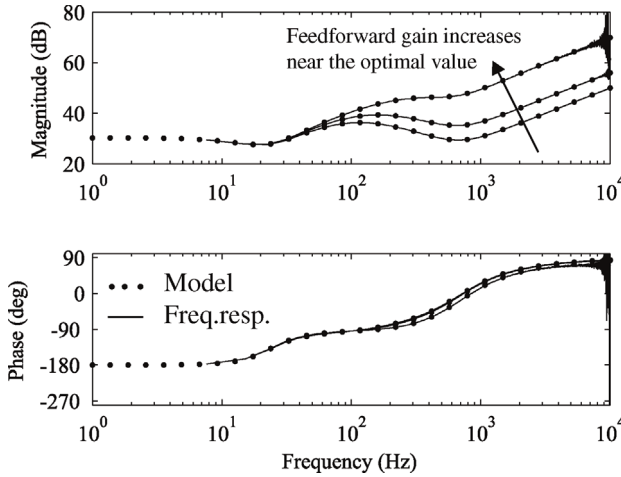 80
60
40
20
Magnitude (dB)
Feedforward gain increases
near the optimal value
10^0
10^1
10^2
10^3
10^4
90
0
-90
-180
-270
Phase (deg)
Model
Freq.resp.
10^0
10^1
10^2
10^3
10^4
Frequency (Hz)